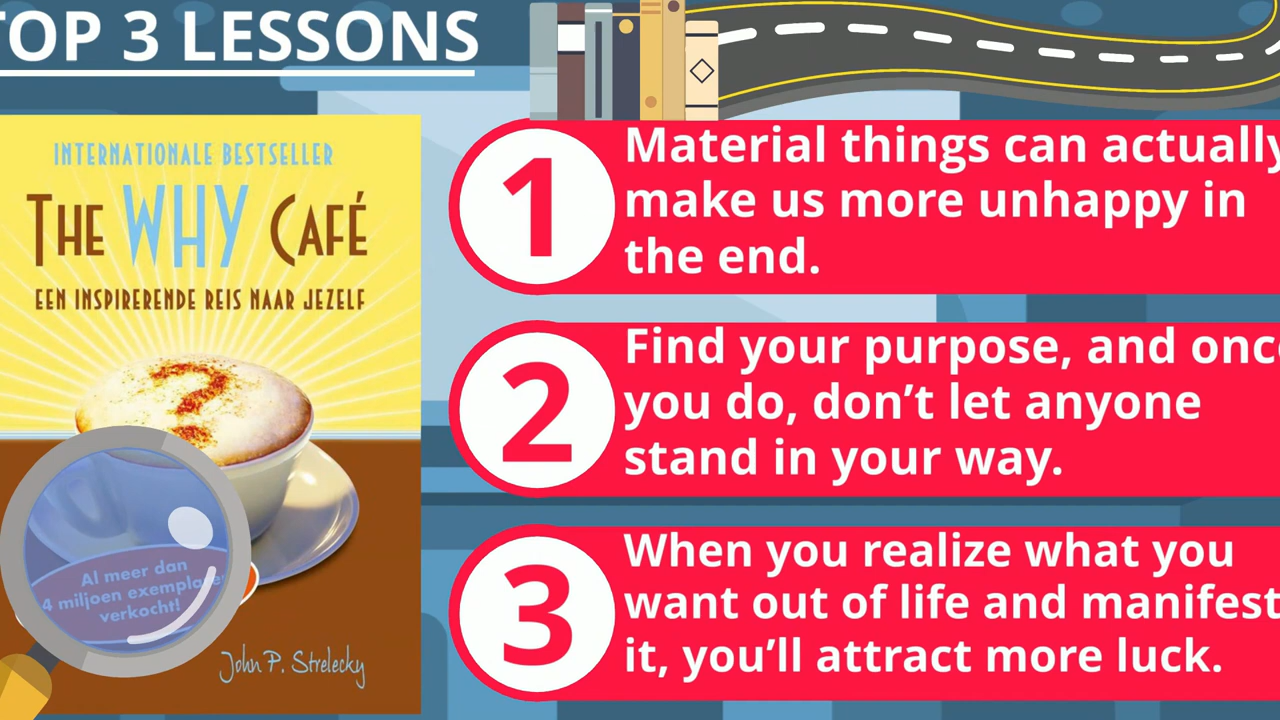 TOP 3 LESSONS
INTERNATIONALE BESTSELLER
THE WHY CAFÉ
EEN INSPIRERENDE REIS NAAR JEZELF
Al meer dan
4 miljoen exemplaren
verkocht!
John P. Strelecky
1
Material things can actually
make us more unhappy in
the end.
2
Find your purpose, and once
you do, don’t let anyone
stand in your way.
3
When you realize what you
want out of life and manifest
it, you’ll attract more luck.